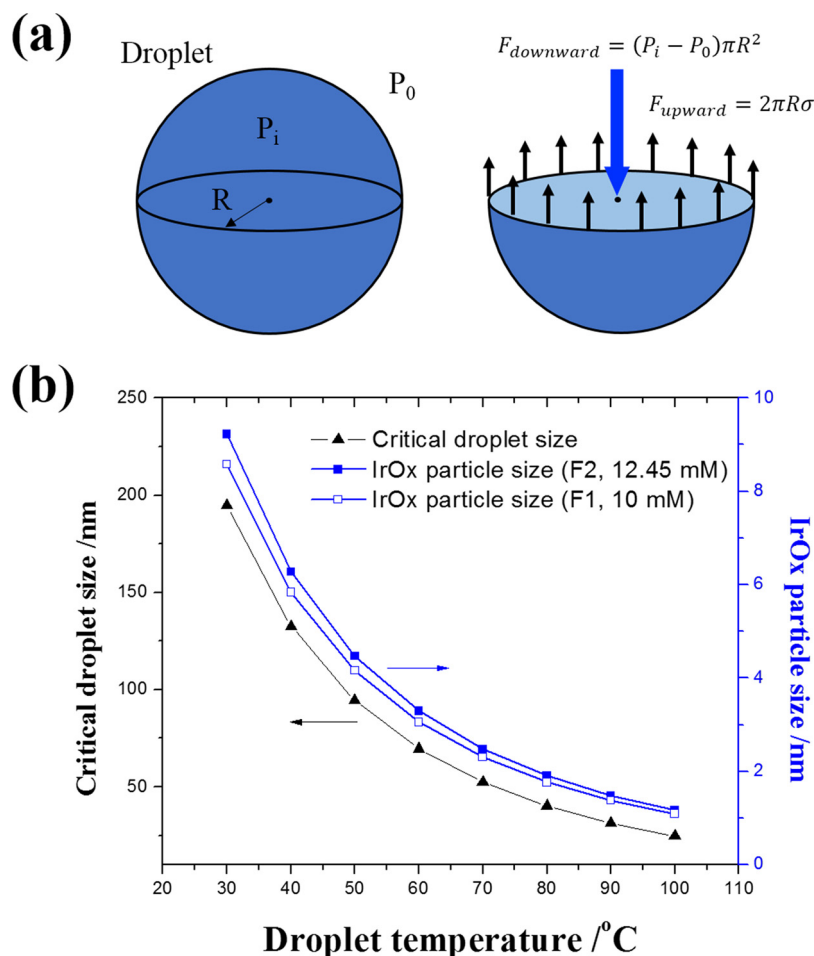 (a)
Droplet
P₀
Pᵢ
R
F_downward = (Pᵢ − P₀)πR²
F_upward = 2πRσ
(b)
Critical droplet size
IrOx particle size (F2, 12.45 mM)
IrOx particle size (F1, 10 mM)
Critical droplet size /nm
250
200
150
100
50
IrOx particle size /nm
10
8
6
4
2
0
20 30 40 50 60 70 80 90 100 110
Droplet temperature /°C